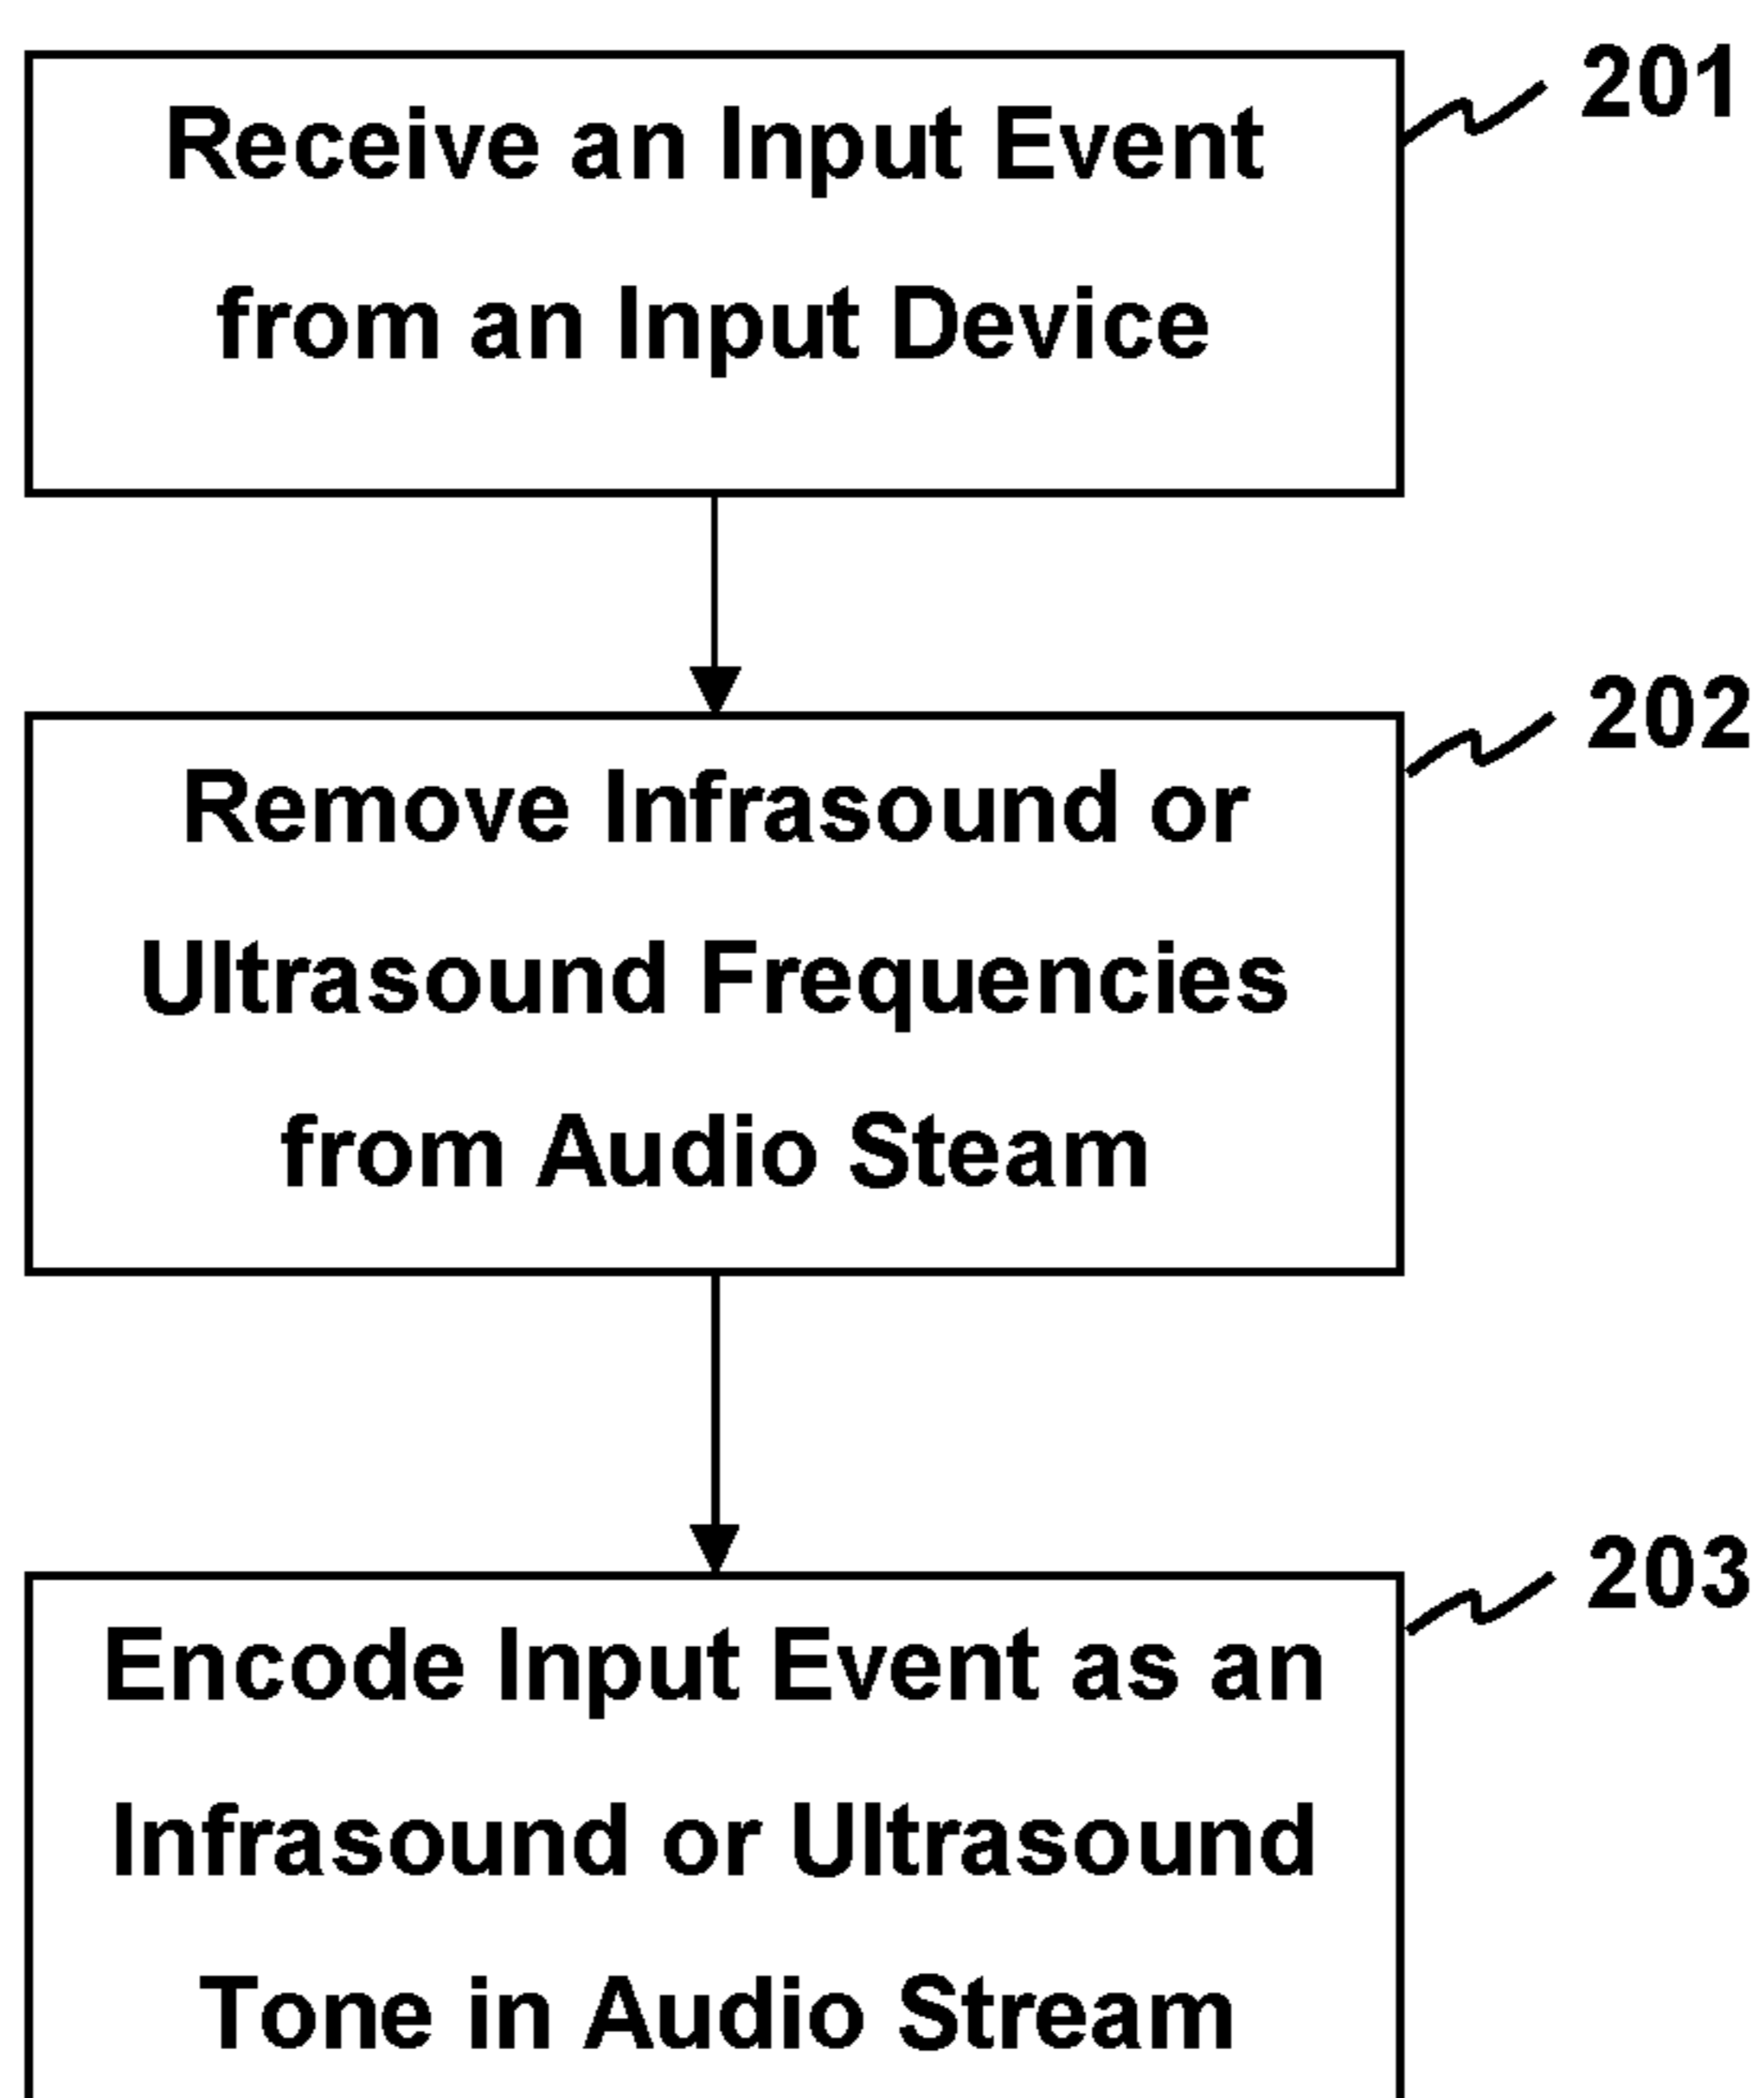 201
Receive an Input Event
from an Input Device
202
Remove Infrasound or
Ultrasound Frequencies
from Audio Steam
203
Encode Input Event as an
Infrasound or Ultrasound
Tone in Audio Stream